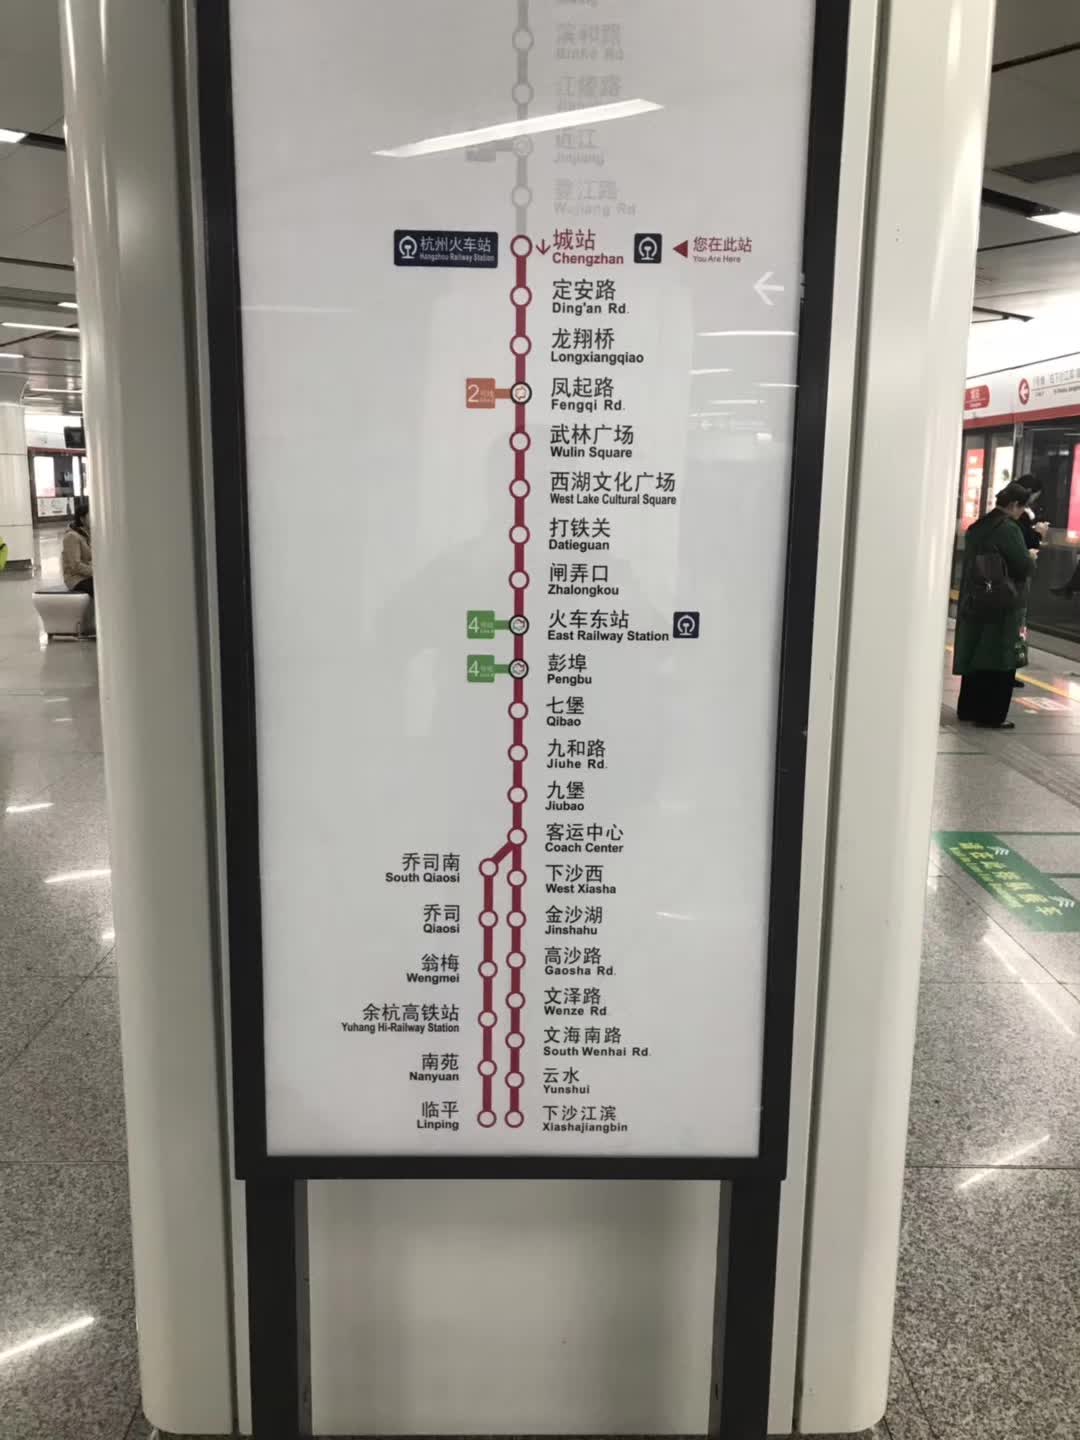 滨和路
Binhe Rd
江陵路
近江
Jinjiang
婺江路
Wujiang Rd
杭州火车站
Hangzhou Railway Station
城站
Chengzhan
您在此站
You Are Here
定安路
Ding'an Rd.
龙翔桥
Longxiangqiao
2号线
凤起路
Fengqi Rd.
武林广场
Wulin Square
西湖文化广场
West Lake Cultural Square
打铁关
Datieguan
闸弄口
Zhalongkou
4号线
火车东站
East Railway Station
4号线
彭埠
Pengbu
七堡
Qibao
九和路
Jiuhe Rd.
九堡
Jiubao
客运中心
Coach Center
乔司南
South Qiaosi
下沙西
West Xiasha
乔司
Qiaosi
金沙湖
Jinshahu
翁梅
Wengmei
高沙路
Gaosha Rd.
余杭高铁站
Yuhang Hi-Railway Station
文泽路
Wenze Rd.
文海南路
South Wenhai Rd.
南苑
Nanyuan
云水
Yunshui
临平
Linping
下沙江滨
Xiashajiangbin